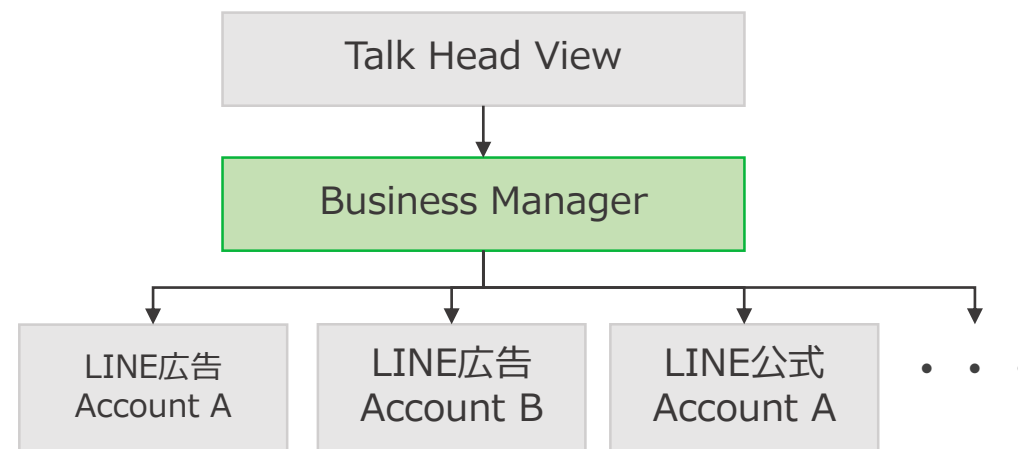 Talk Head View
Business Manager
LINE広告
Account A
LINE広告
Account B
LINE公式
Account A
・・・